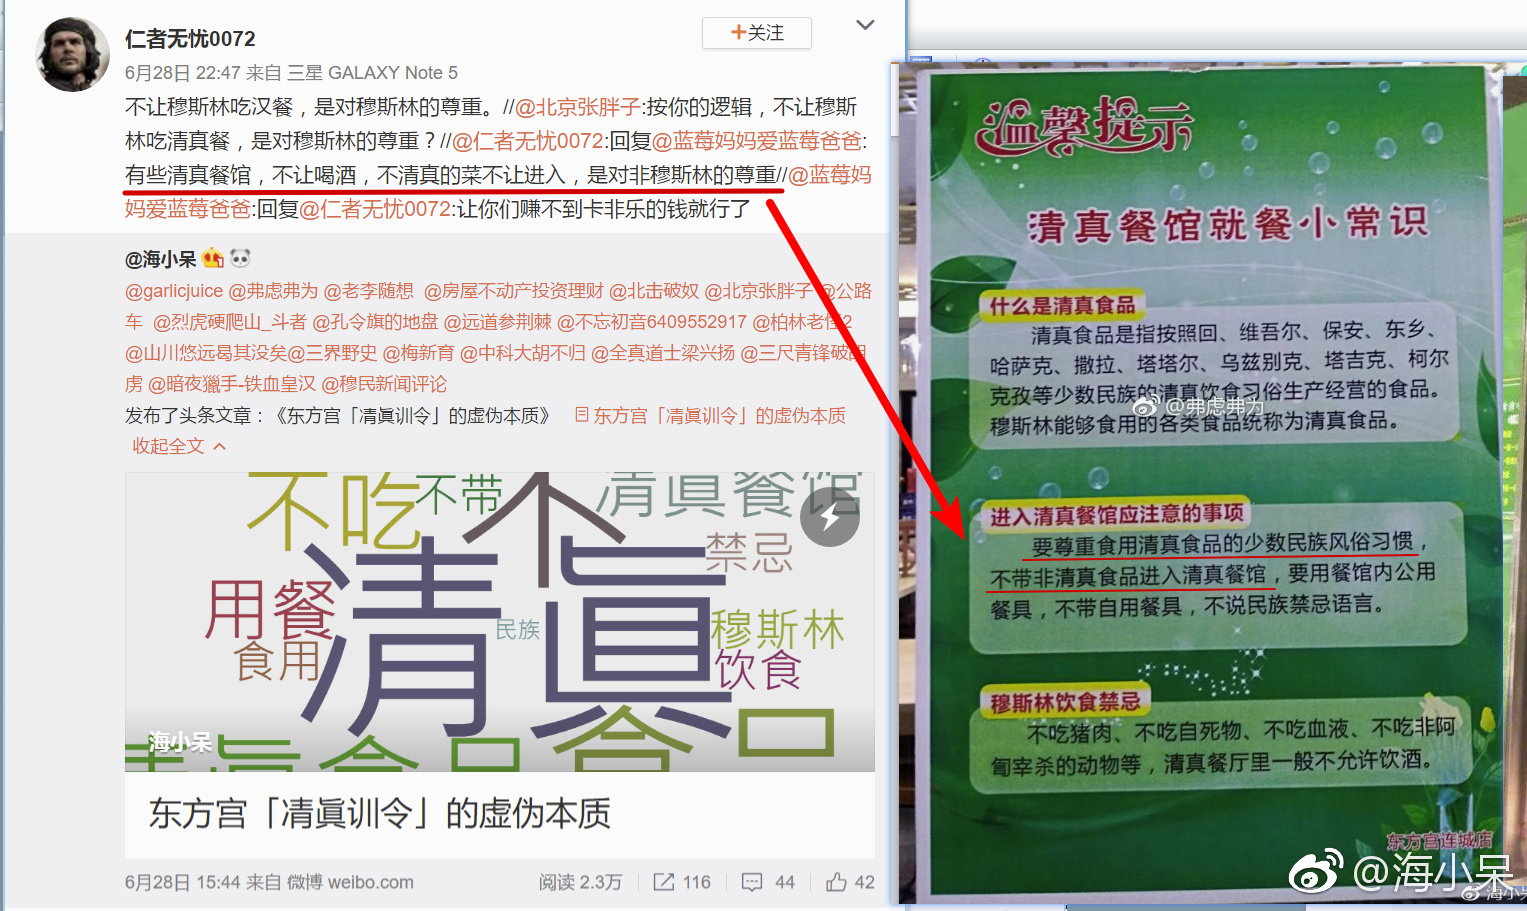 仁者无忧0072
+关注
6月28日 22:47 来自 三星 GALAXY Note 5
不让穆斯林吃汉餐，是对穆斯林的尊重。//@北京张胖子:按你的逻辑，不让穆斯
林吃清真餐，是对穆斯林的尊重？//@仁者无忧0072:回复@蓝莓妈妈爱蓝莓爸爸:
有些清真餐馆，不让喝酒，不清真的菜不让进入，是对非穆斯林的尊重//@蓝莓妈
妈爱蓝莓爸爸:回复@仁者无忧0072:让你们赚不到卡非乐的钱就行了
@海小呆
@garlicjuice @弗虑弗为 @老李随想 @房屋不动产投资理财 @北击破奴 @北京张胖子 @公路
车 @烈虎硬爬山_斗者 @孔令旗的地盘 @远道参荆棘 @不忘初音6409552917 @柏林老怪2
@山川悠远曷其没矣@三界野史 @梅新育 @中科大胡不归 @全真道士梁兴扬 @三尺青锋破胡
虏 @暗夜獵手-铁血皇汉 @穆民新闻评论
发布了头条文章：《东方宫「凊眞训令」的虚伪本质》 东方宫「凊眞训令」的虚伪本质
收起全文
不吃
不带
不
清眞餐馆
禁忌
用餐
清眞
民族
穆斯林
食用
饮食
海小呆
食品
东方宫「凊眞训令」的虚伪本质
6月28日 15:44 来自 微博 weibo.com
阅读 2.3万 116 44 42
温馨提示
清真餐馆就餐小常识
什么是清真食品
清真食品是指按照回、维吾尔、保安、东乡、
哈萨克、撒拉、塔塔尔、乌兹别克、塔吉克、柯尔
克孜等少数民族的清真饮食习俗生产经营的食品。
穆斯林能够食用的各类食品统称为清真食品。
@弗虑弗为
进入清真餐馆应注意的事项
要尊重食用清真食品的少数民族风俗习惯，
不带非清真食品进入清真餐馆，要用餐馆内公用
餐具，不带自用餐具，不说民族禁忌语言。
穆斯林饮食禁忌
不吃猪肉、不吃自死物、不吃血液、不吃非阿
訇宰杀的动物等，清真餐厅里一般不允许饮酒。
东方宫连城店
@海小呆